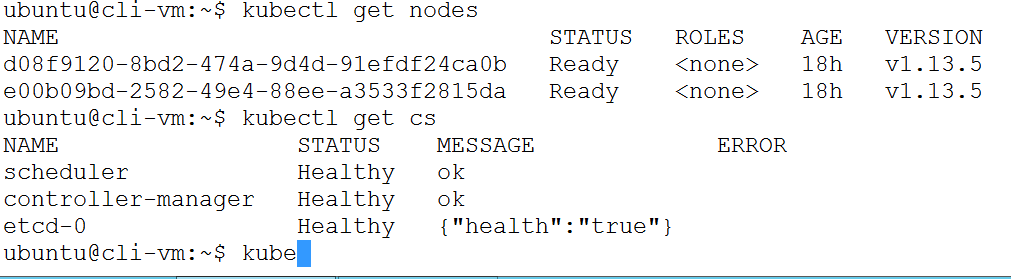 ubuntu@cli-vm:~$ kubectl get nodes
NAME                                   STATUS   ROLES    AGE   VERSION
d08f9120-8bd2-474a-9d4d-91efdf24ca0b   Ready    <none>   18h   v1.13.5
e00b09bd-2582-49e4-88ee-a3533f2815da   Ready    <none>   18h   v1.13.5
ubuntu@cli-vm:~$ kubectl get cs
NAME                 STATUS    MESSAGE             ERROR
scheduler            Healthy   ok
controller-manager   Healthy   ok
etcd-0               Healthy   {"health":"true"}
ubuntu@cli-vm:~$ kube